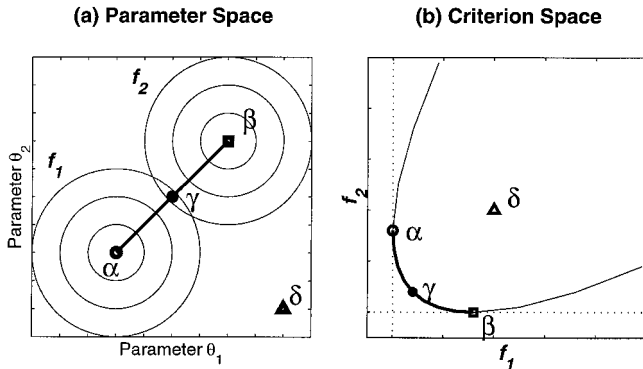 (a) Parameter Space
(b) Criterion Space
f2
β
f1
γ
α
δ
Parameter θ2
Parameter θ1
f2
δ
α
γ
β
f1